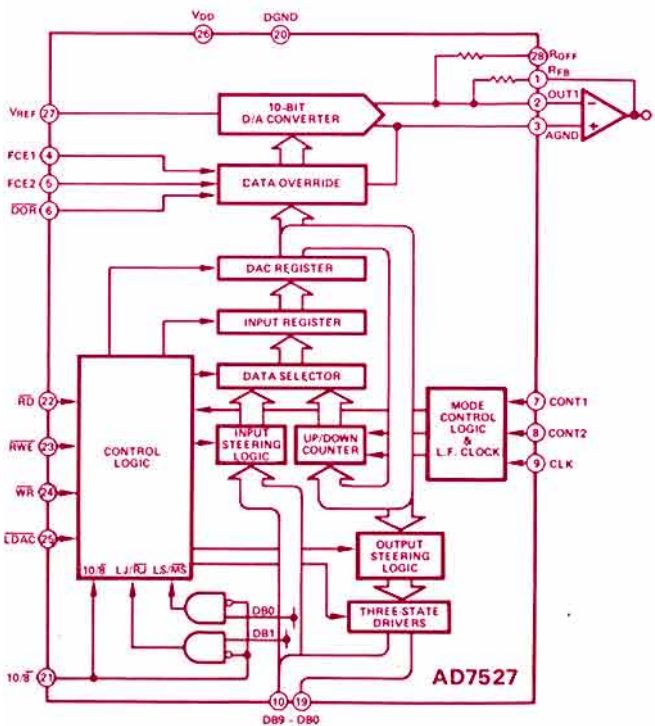 VDD
26
DGND
20
28
ROFF
1
RFB
VREF
27
10-BIT
D/A CONVERTER
2
OUT1
3
AGND
−
+
FCE1
4
FCE2
5
DOR
6
DATA OVERRIDE
DAC REGISTER
INPUT REGISTER
DATA SELECTOR
RD
22
RWE
23
WR
24
LDAC
25
CONTROL
LOGIC
INPUT
STEERING
LOGIC
UP/DOWN
COUNTER
MODE
CONTROL
LOGIC
&
L.F. CLOCK
7
CONT1
8
CONT2
9
CLK
OUTPUT
STEERING
LOGIC
10/8
LJ/RJ
LS/MS
THREE-STATE
DRIVERS
DB0
DB1
10/8
21
10
19
DB9 - DB0
AD7527